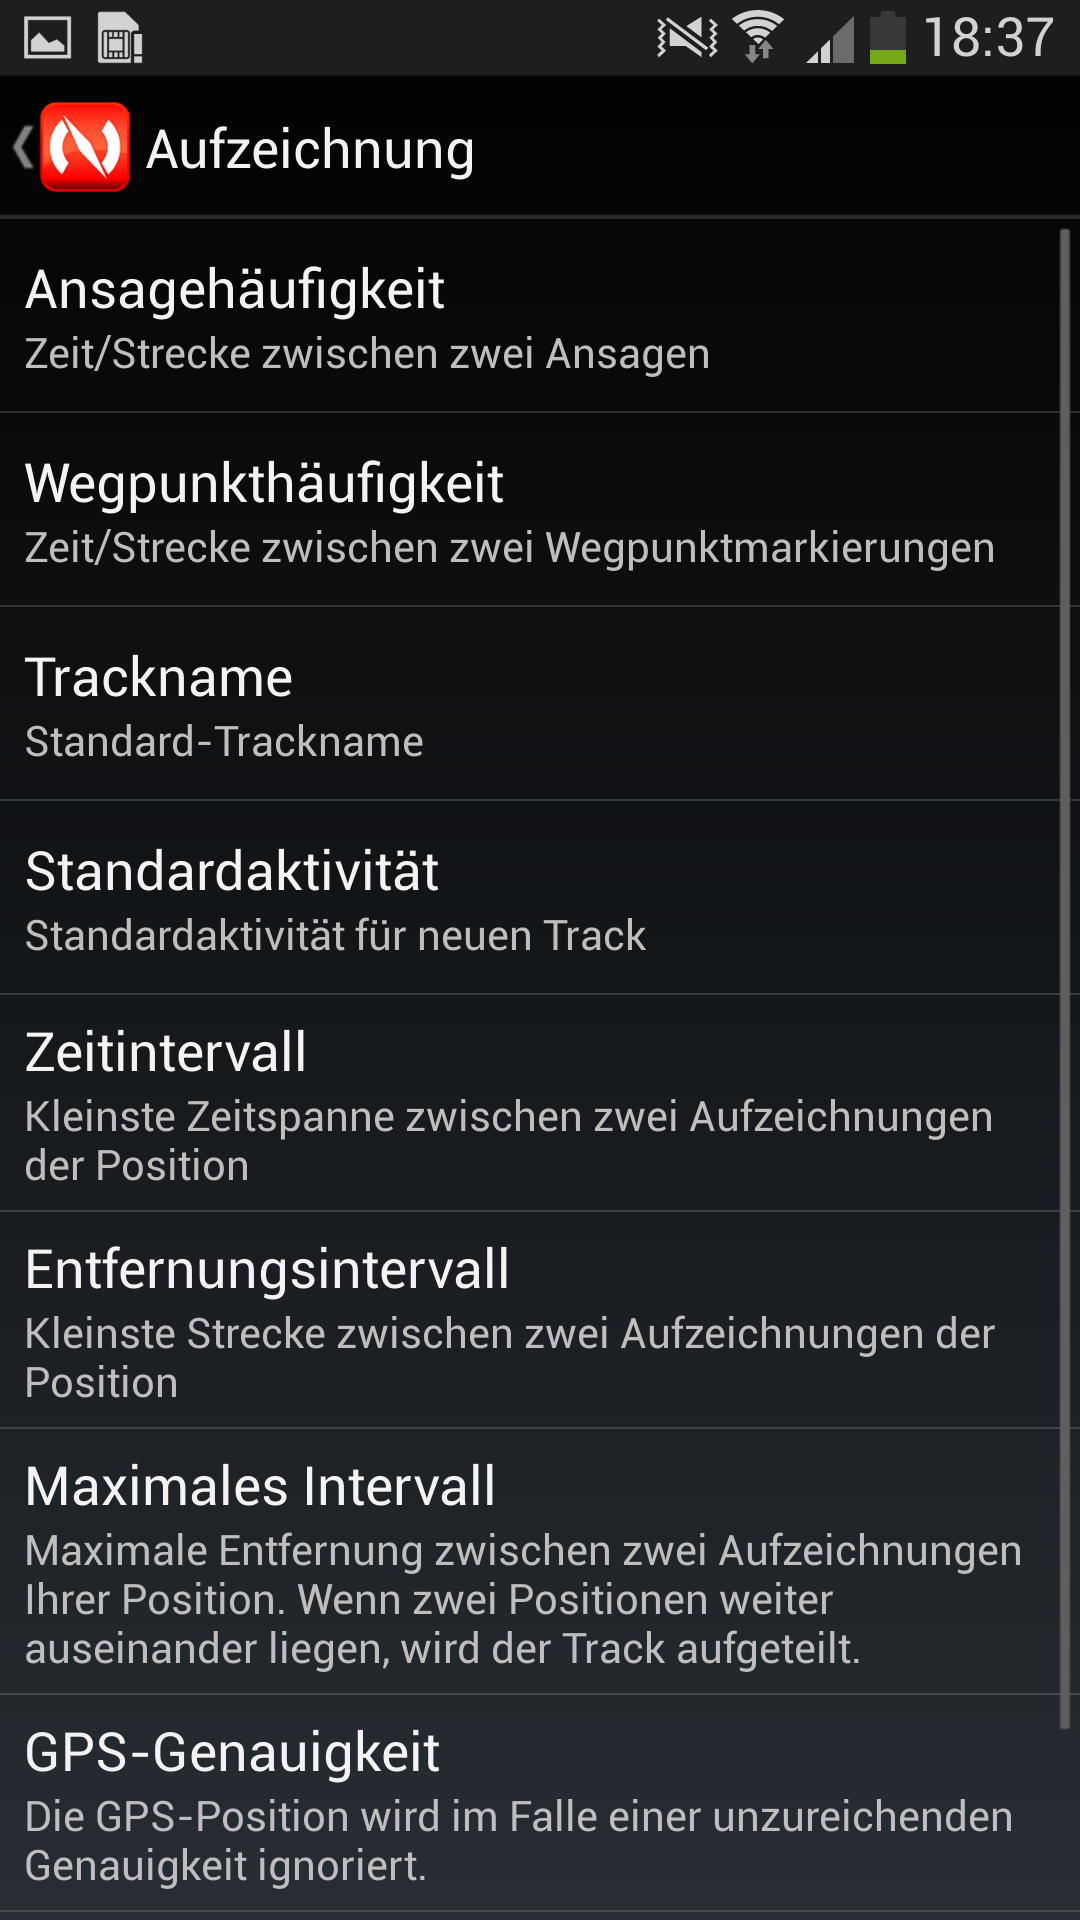 18:37
Aufzeichnung
Ansagehäufigkeit
Zeit/Strecke zwischen zwei Ansagen
Wegpunkthäufigkeit
Zeit/Strecke zwischen zwei Wegpunktmarkierungen
Trackname
Standard-Trackname
Standardaktivität
Standardaktivität für neuen Track
Zeitintervall
Kleinste Zeitspanne zwischen zwei Aufzeichnungen
der Position
Entfernungsintervall
Kleinste Strecke zwischen zwei Aufzeichnungen der
Position
Maximales Intervall
Maximale Entfernung zwischen zwei Aufzeichnungen
Ihrer Position. Wenn zwei Positionen weiter
auseinander liegen, wird der Track aufgeteilt.
GPS-Genauigkeit
Die GPS-Position wird im Falle einer unzureichenden
Genauigkeit ignoriert.